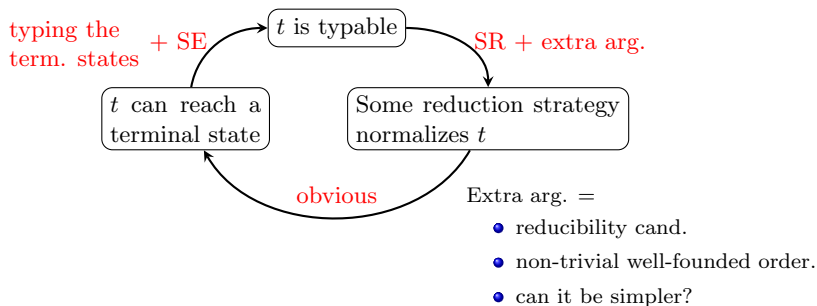 t is typable
typing the
term. states
+ SE
SR + extra arg.
t can reach a
terminal state
Some reduction strategy
normalizes t
obvious
Extra arg. =
reducibility cand.
non-trivial well-founded order.
can it be simpler?